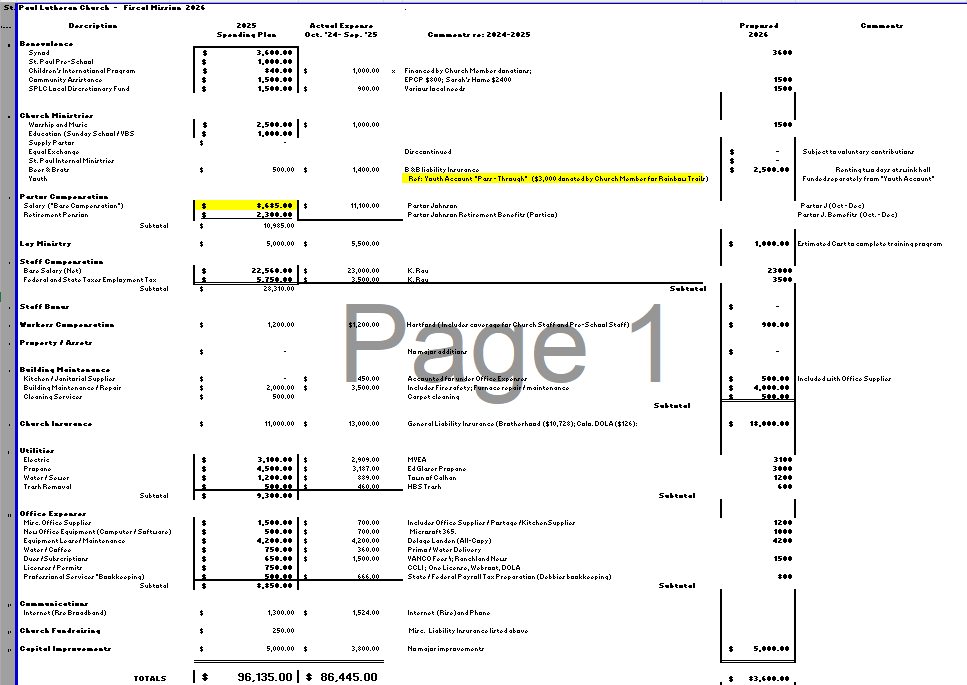 St. Paul Lutheran Church - Fiscal Mission 2026
Description 2025 Spending Plan Actual Expense Oct. '24- Sep. '25 Comments re: 2024-2025 Proposed 2026 Comments
Benevolence
Synod $ 3,600.00 3600
St. Paul Pre-School $ 1,000.00
Children's International Program $ 840.00 $ 1,000.00 x Financed by Church Member donations;
Community Assistance $ 1,500.00 EPCP $800; Sarah's Home $2400 1500
SPLC Local Discretionary Fund $ 1,500.00 $ 900.00 Various local needs 1500
Church Ministries
Worship and Music $ 2,500.00 $ 1,000.00 1500
Education (Sunday School / VBS $ 1,000.00
Supply Pastor $ -
Equal Exchange Discontinued $ - Subject to voluntary contributions
St. Paul Internal Ministries $ -
Beer & Brats $ 500.00 $ 1,400.00 B &B liability Insurance $ 2,500.00 Renting two days at runk hall
Youth Ref: Youth Account "Pass - Through" ($3,000 donated by Church Member for Rainbow Trails) Funded separately from "Youth Account"
Pastor Compensation
Salary ("Base Compensation") $ 8,685.00 $ 11,100.00 Pastor Johnson Pastor J (Oct - Dec)
Retirement Pension $ 2,300.00 Pastor Johnson Retirement Benefits (Portico) Pastor J. Benefits (Oct. - Dec)
Subtotal $ 10,985.00
Lay Ministry $ 5,000.00 $ 5,500.00 $ 1,000.00 Estimated Cost to complete training program
Staff Compensation
Base Salary (Net) $ 22,560.00 $ 23,000.00 K. Rau 23000
Federal and State Taxes Employment Tax $ 5,750.00 $ 3,500.00 K. Rau 3500
Subtotal $ 28,310.00 Subtotal
Staff Bonus $ -
Workers Compensation $ 1,200.00 $1,200.00 Hartford (Includes coverage for Church Staff and Pre-School Staff) $ 900.00
Property / Assets
$ - No major additions $ -
Building Maintenance
Kitchen / Janitorial Supplies $ - $ 450.00 Accounted for under Office Expenses $ 500.00 Included with Office Supplies
Building Maintenance / Repair $ 2,000.00 $ 3,500.00 Includes Fire safety; Furnace repair / maintenance $ 4,000.00
Cleaning Services $ 500.00 Carpet cleaning $ 500.00
Subtotal
Church Insurance $ 11,000.00 $ 13,000.00 General Liability Insurance (Brotherhood ($10,728); Colo. DOLA ($126): $ 18,000.00
Utilities
Electric $ 3,100.00 $ 2,909.00 MVEA 3100
Propane $ 4,500.00 $ 3,187.00 Ed Glaser Propane 3000
Water / Sewer $ 1,200.00 $ 889.00 Town of Calhan 1200
Trash Removal $ 500.00 $ 460.00 HBS Trash 600
Subtotal $ 9,300.00 Subtotal
Office Expenses
Misc. Office Supplies $ 1,500.00 $ 700.00 Includes Office Supplies / Postage / Kitchen Supplies 1200
New Office Equipment (Computer / Software) $ 500.00 $ 700.00 Microsoft 365, 1000
Equipment Lease / Maintenance $ 4,200.00 $ 4,200.00 Delage Landen (All-Copy) 4200
Water / Coffee $ 750.00 $ 360.00 Primo / Water Delivery
Dues / Subscriptions $ 650.00 $ 1,500.00 VANCO Fees \; Ranchland News 1500
Licenses / Permits $ 750.00 CCLI ; One License, Webroot, DOLA
Professional Services "Bookkeeping) $ 500.00 $ 666.00 State / Federal Payroll Tax Preparation (Debbies bookkeeping) 800
Subtotal $ 8,850.00 Subtotal
Communications
Internet (Rise Broadband) $ 1,300.00 $ 1,524.00 Internet (Rise) and Phone
Church Fundraising $ 250.00 Misc. Liability Insurance listed above
Capital Improvements $ 5,000.00 $ 3,800.00 No major improvements $ 5,000.00
TOTALS $ 96,135.00 $ 86,445.00 $ $3,600.00
Page 1